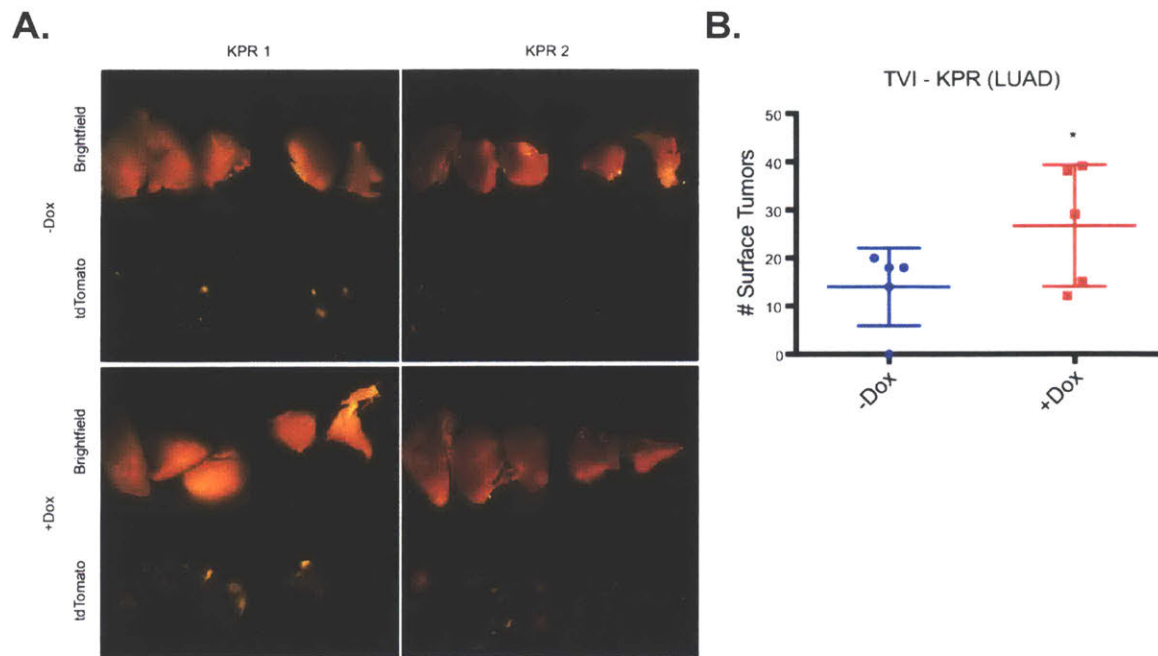 A.
KPR 1
KPR 2
-Dox
Brightfield
tdTomato
+Dox
Brightfield
tdTomato
B.
TVI - KPR (LUAD)
# Surface Tumors
50
40
30
20
10
0
*
-Dox
+Dox